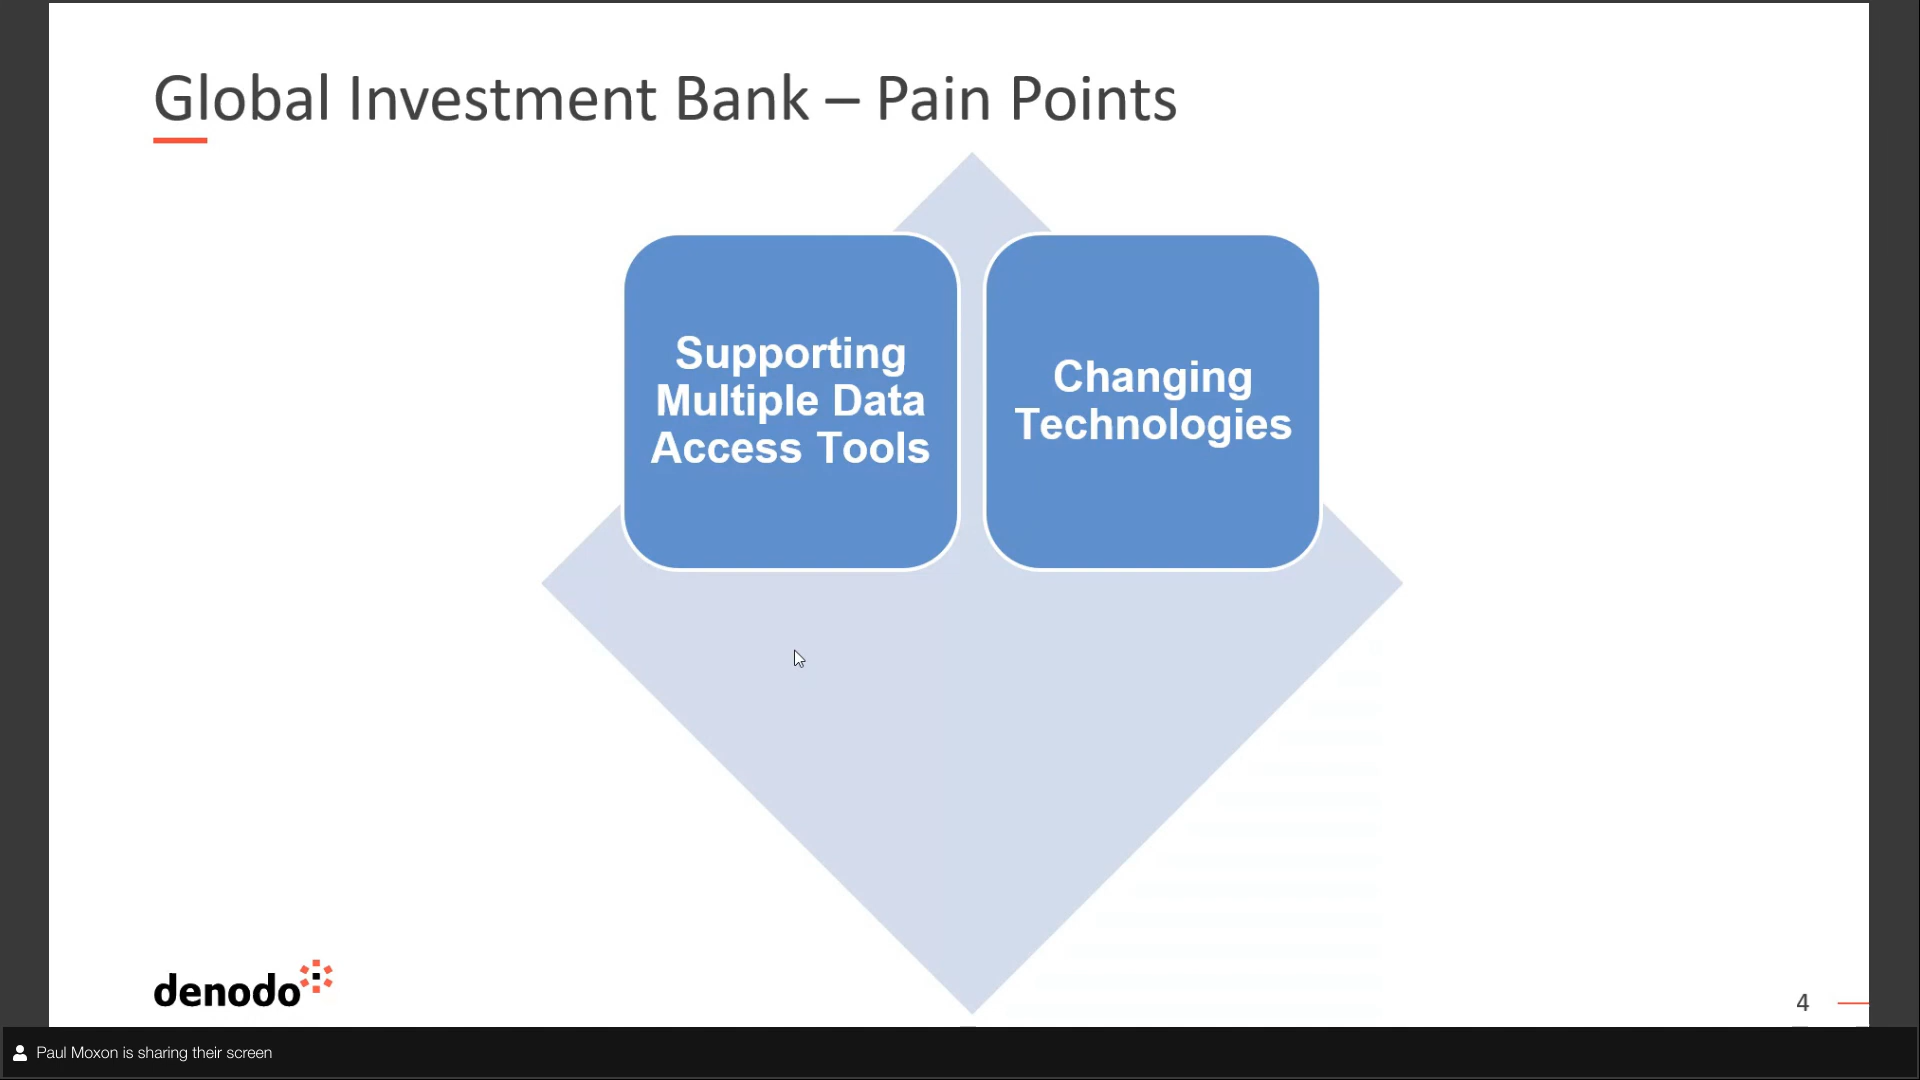 Global Investment Bank – Pain Points
Supporting
Multiple Data
Access Tools
Changing
Technologies
denodo
4
Paul Moxon is sharing their screen